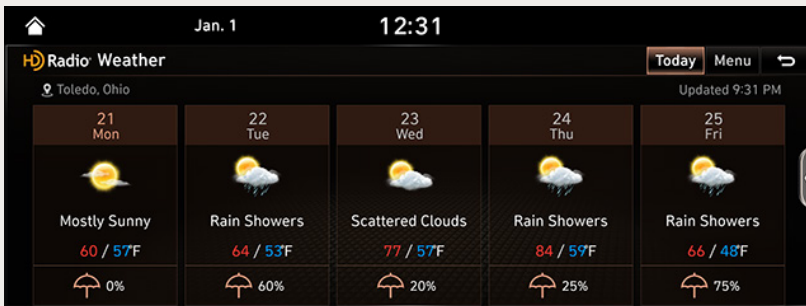 Jan. 1 12:31
HD Radio Weather Today Menu
Toledo, Ohio Updated 9:31 PM
21 22 23 24 25
Mon Tue Wed Thu Fri
Mostly Sunny Rain Showers Scattered Clouds Rain Showers Rain Showers
60 / 57°F 64 / 53°F 77 / 57°F 84 / 59°F 66 / 48°F
0% 60% 20% 25% 75%